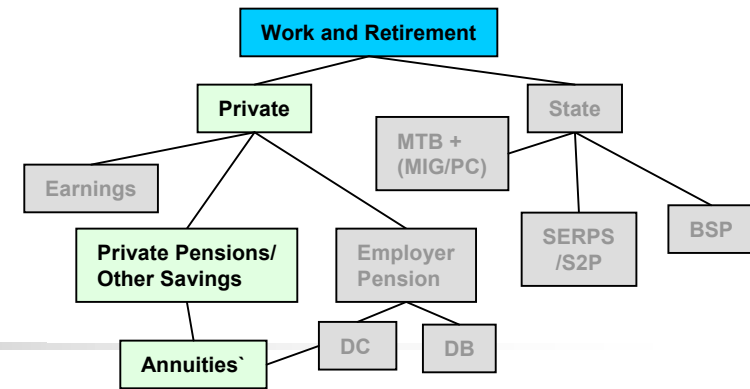 Work and Retirement
Private
State
MTB +
(MIG/PC)
Earnings
Private Pensions/
Other Savings
Employer
Pension
SERPS
/S2P
BSP
DC
DB
Annuities`